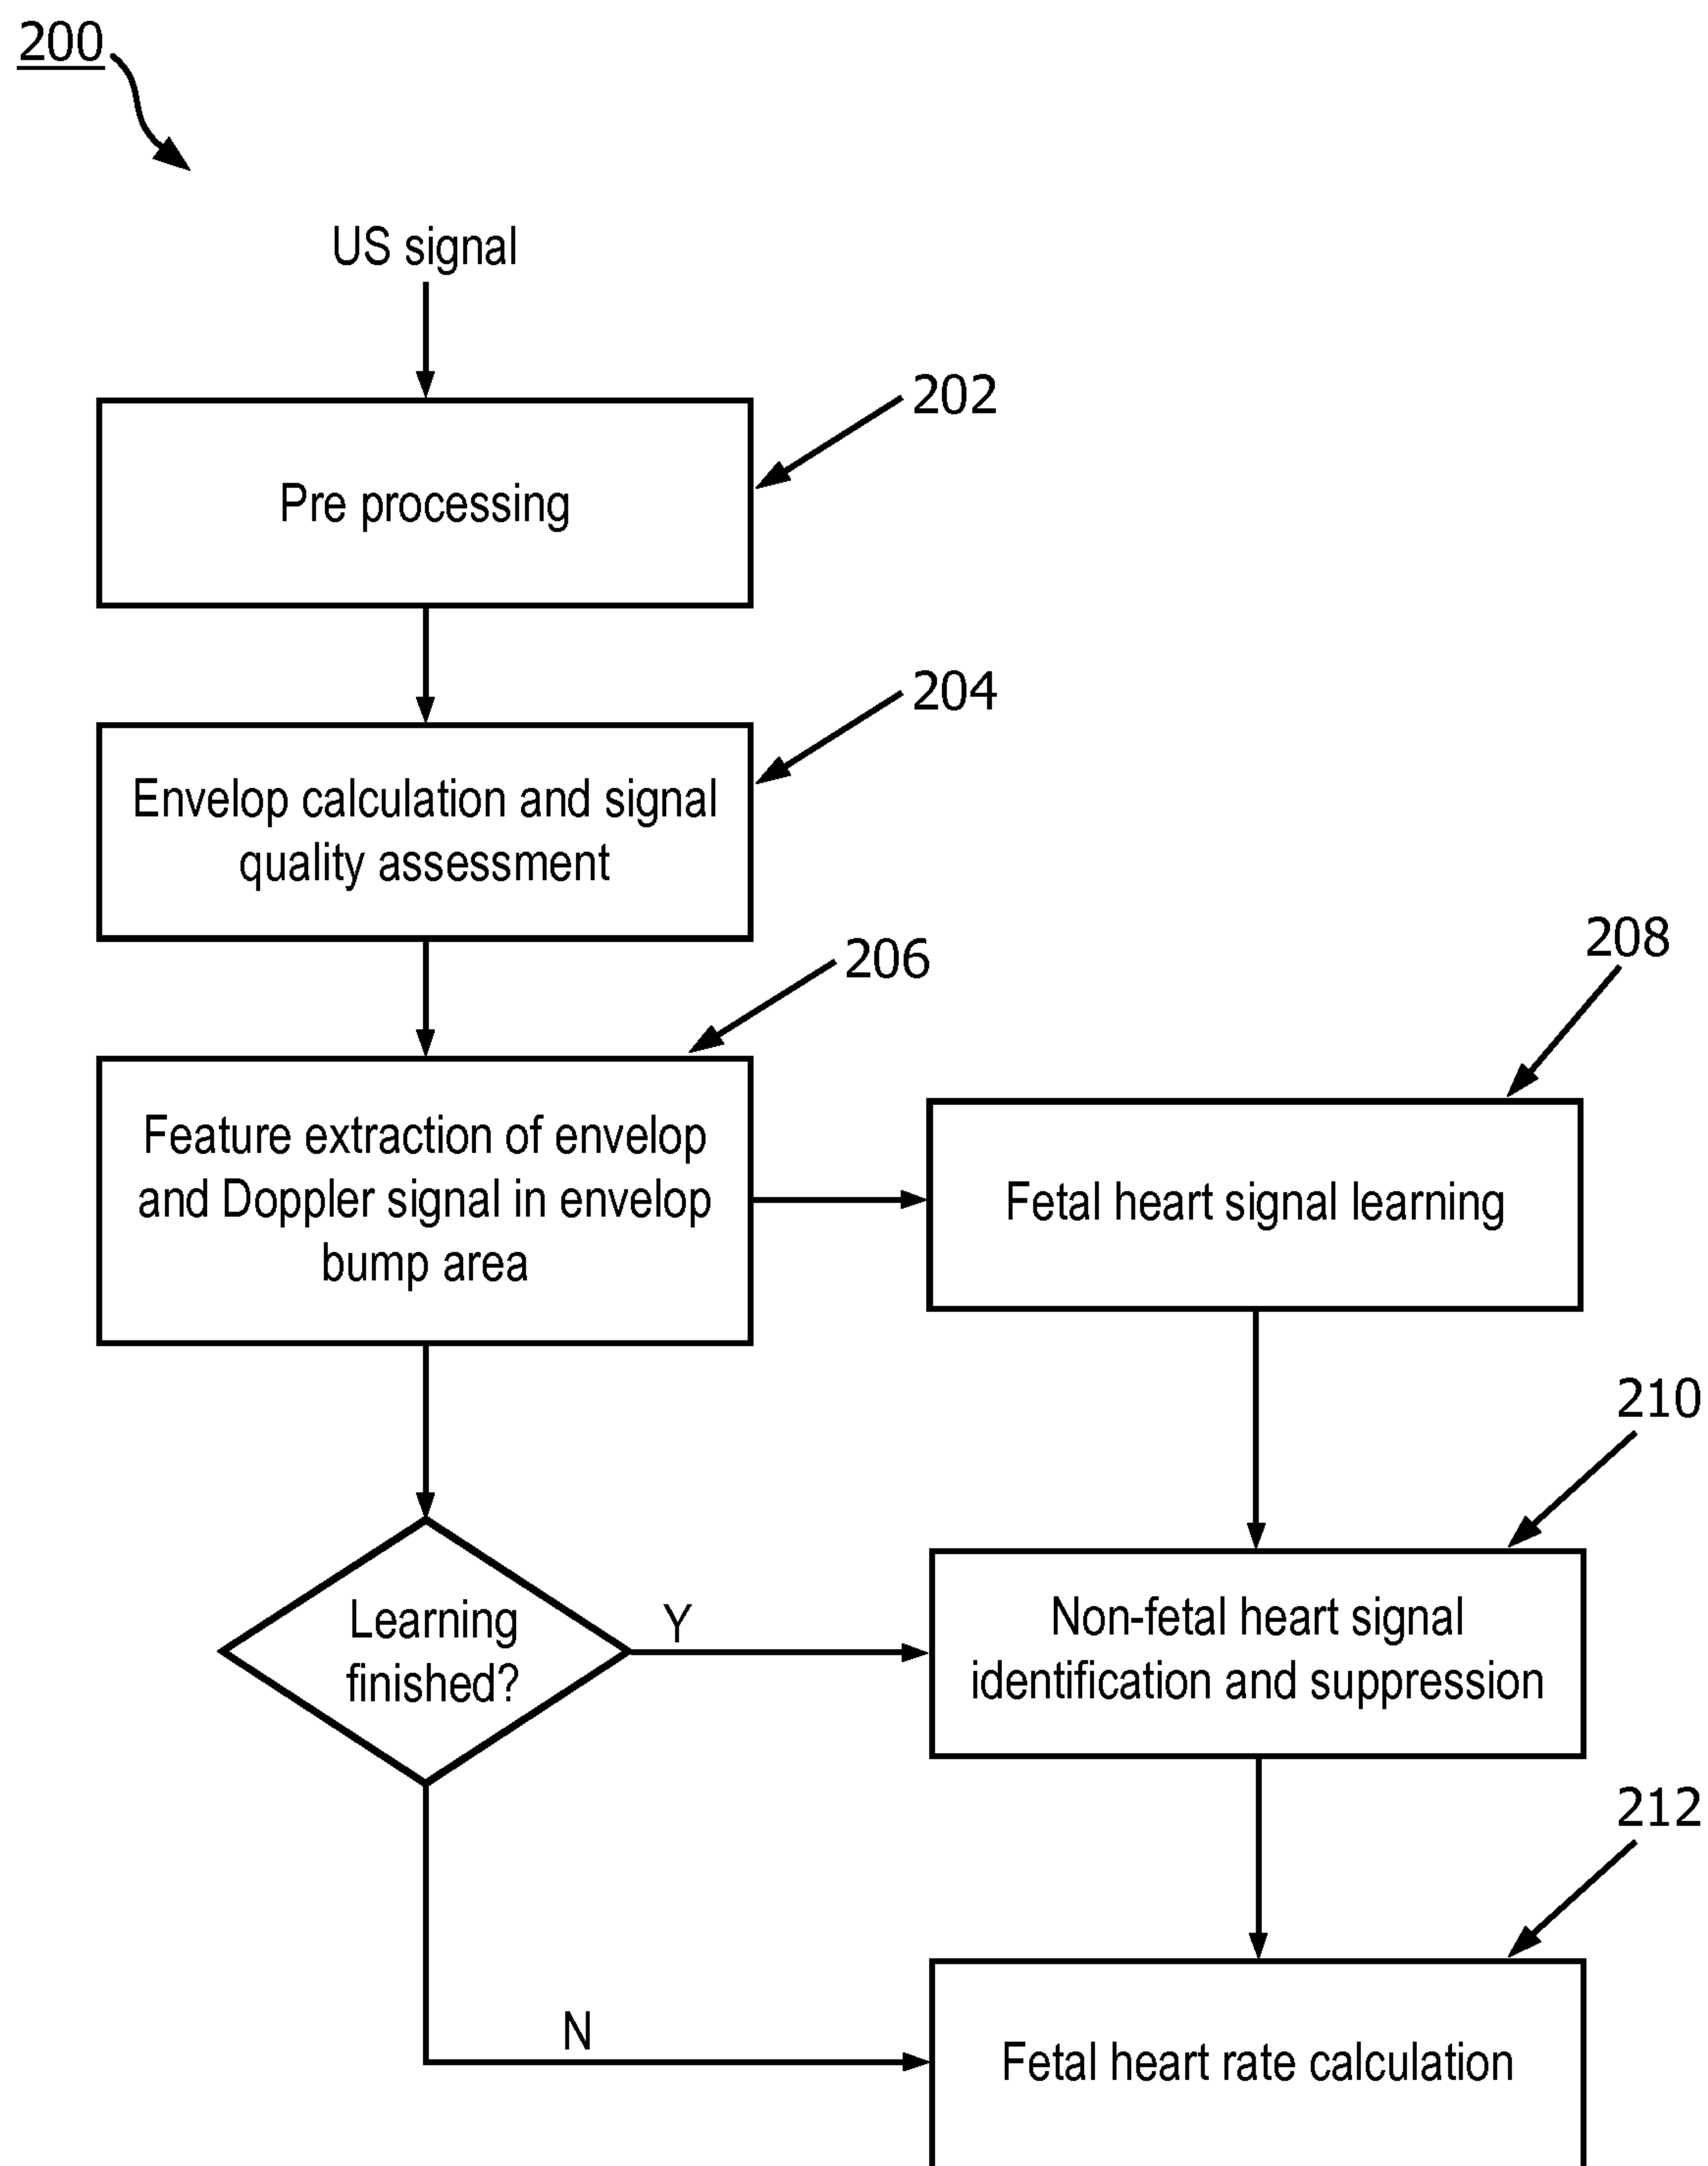 200
US signal
202
Pre processing
204
Envelop calculation and signal
quality assessment
206
Feature extraction of envelop
and Doppler signal in envelop
bump area
208
Fetal heart signal learning
210
Learning
finished?
Y
Non-fetal heart signal
identification and suppression
212
N
Fetal heart rate calculation